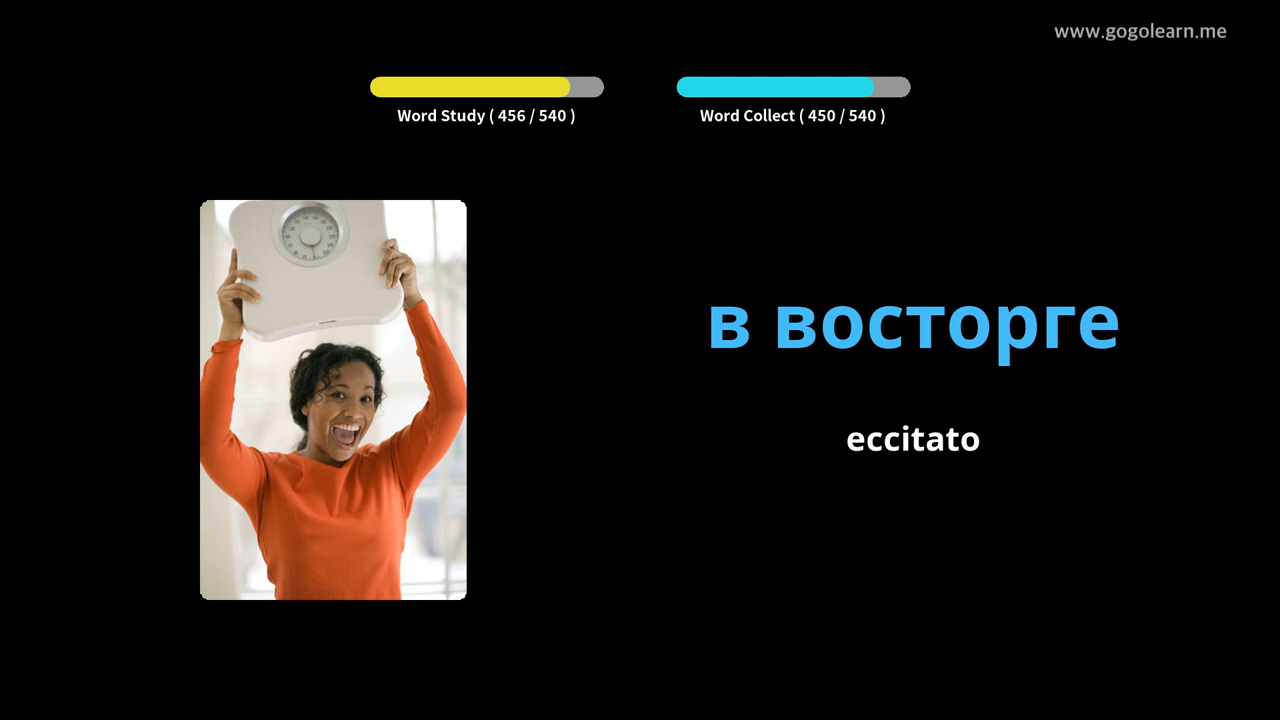 www.gogolearn.me
Word Study ( 456 / 540 )
Word Collect ( 450 / 540 )
в восторге
eccitato